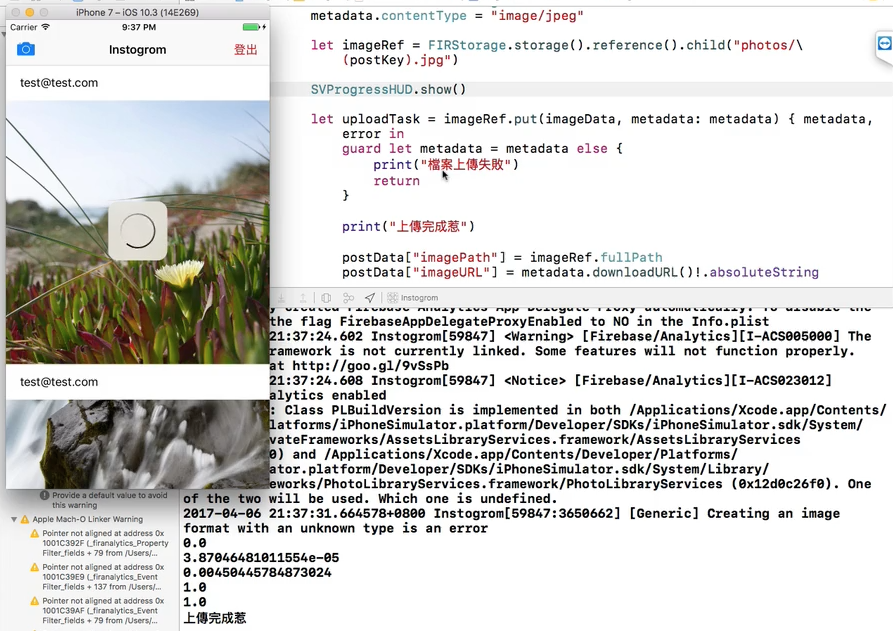 iPhone 7 – iOS 10.3 (14E269)
Carrier
9:37 PM
Instogrom
登出
test@test.com
test@test.com
metadata.contentType = "image/jpeg"
let imageRef = FIRStorage.storage().reference().child("photos/\
(postKey).jpg")
SVProgressHUD.show()
let uploadTask = imageRef.put(imageData, metadata: metadata) { metadata,
error in
guard let metadata = metadata else {
print("檔案上傳失敗")
return
}
print("上傳完成惹")
postData["imagePath"] = imageRef.fullPath
postData["imageURL"] = metadata.downloadURL()!.absoluteString
Instogrom
y created Firebase Analytics App Delegate Proxy automatically. To disable the
the flag FirebaseAppDelegateProxyEnabled to NO in the Info.plist
21:37:24.602 Instogrom[59847] <Warning> [Firebase/Analytics][I-ACS005000] The
ramework is not currently linked. Some features will not function properly.
at http://goo.gl/9vSsPb
21:37:24.608 Instogrom[59847] <Notice> [Firebase/Analytics][I-ACS023012]
alytics enabled
: Class PLBuildVersion is implemented in both /Applications/Xcode.app/Contents/
latforms/iPhoneSimulator.platform/Developer/SDKs/iPhoneSimulator.sdk/System/
vateFrameworks/AssetsLibraryServices.framework/AssetsLibraryServices
0) and /Applications/Xcode.app/Contents/Developer/Platforms/
ator.platform/Developer/SDKs/iPhoneSimulator.sdk/System/Library/
eworks/PhotoLibraryServices.framework/PhotoLibraryServices (0x12d0c26f0). One
of the two will be used. Which one is undefined.
2017-04-06 21:37:31.664578+0800 Instogrom[59847:3650662] [Generic] Creating an image
format with an unknown type is an error
0.0
3.87046481011554e-05
0.00450445784873024
1.0
1.0
上傳完成惹
Provide a default value to avoid
this warning
Apple Mach-O Linker Warning
Pointer not aligned at address 0x
1001C392F (_firanalytics_Property
Filter_fields + 79 from /Users/...
Pointer not aligned at address 0x
1001C39E9 (_firanalytics_Event
Filter_fields + 137 from /Users/...
Pointer not aligned at address 0x
1001C39AF (_firanalytics_Event
Filter_fields + 79 from /Users/...